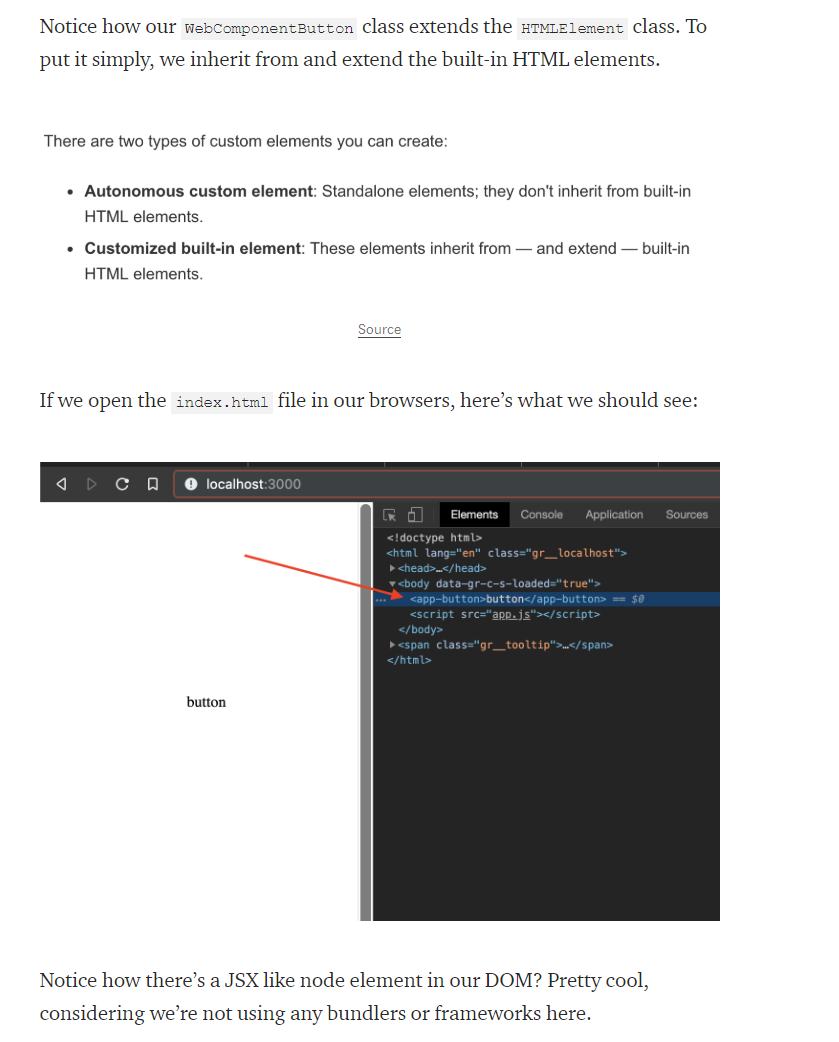 Notice how our WebComponentButton class extends the HTMLElement class. To
put it simply, we inherit from and extend the built-in HTML elements.
There are two types of custom elements you can create:
• Autonomous custom element: Standalone elements; they don't inherit from built-in
HTML elements.
• Customized built-in element: These elements inherit from — and extend — built-in
HTML elements.
Source
If we open the index.html file in our browsers, here’s what we should see:
localhost:3000
Elements Console Application Sources
<!doctype html>
<html lang="en" class="gr__localhost">
<head>…</head>
<body data-gr-c-s-loaded="true">
<app-button>button</app-button> == $0
<script src="app.js"></script>
</body>
<span class="gr__tooltip">…</span>
</html>
button
Notice how there’s a JSX like node element in our DOM? Pretty cool,
considering we’re not using any bundlers or frameworks here.